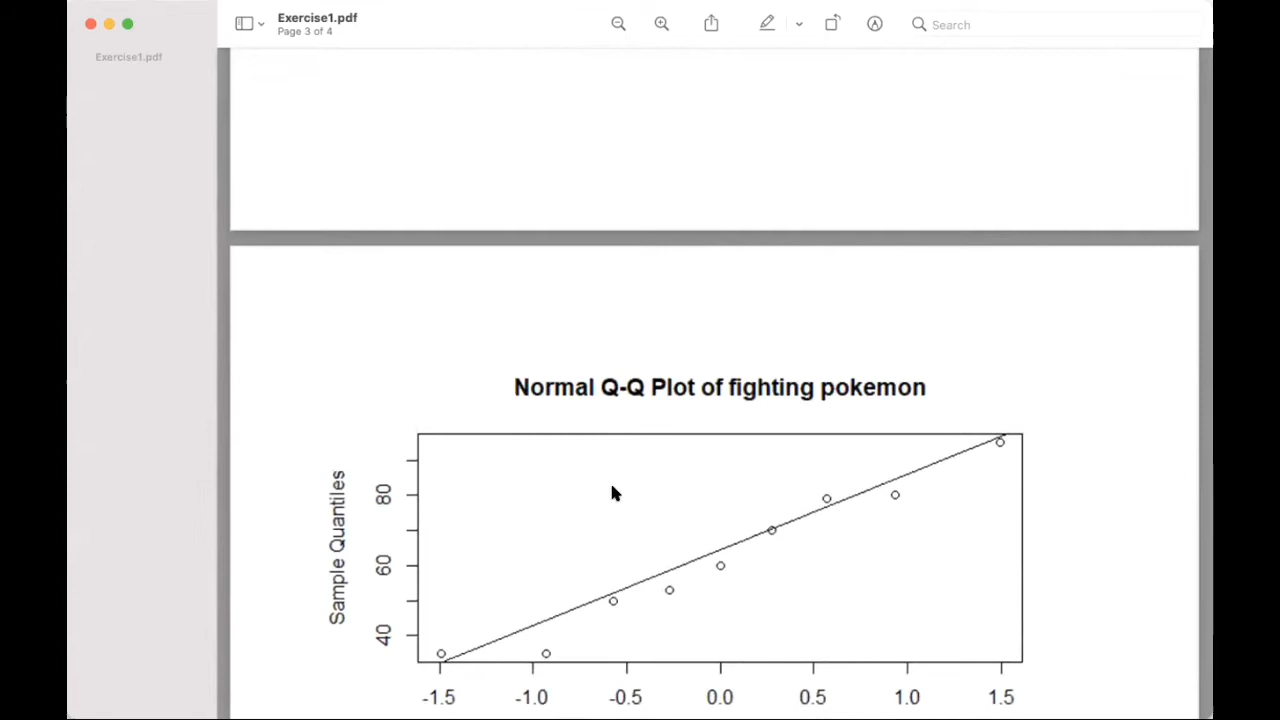 Exercise1.pdf
Page 3 of 4
Search
Exercise1.pdf
Normal Q-Q Plot of fighting pokemon
Sample Quantiles
80
60
40
-1.5 -1.0 -0.5 0.0 0.5 1.0 1.5